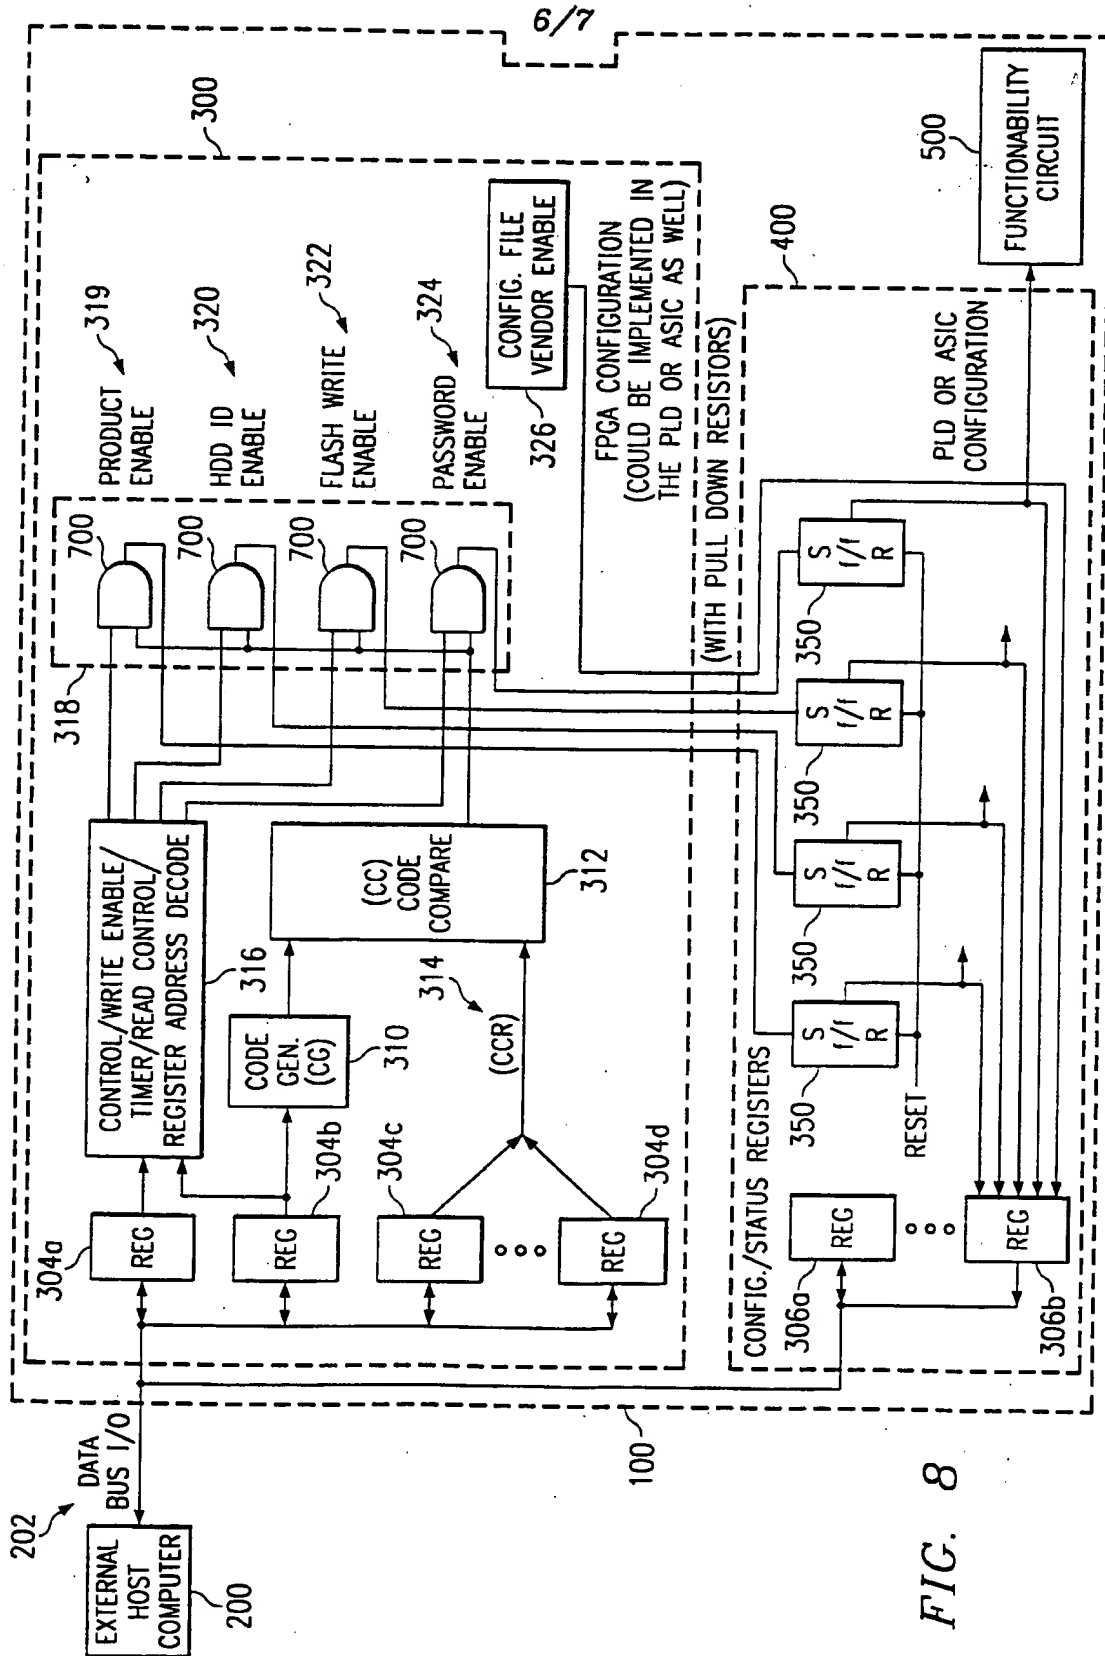 6/7
202
DATA
BUS I/O
EXTERNAL
HOST
COMPUTER
200
100
300
304a
REG
304b
REG
304c
REG
304d
REG
CONTROL/WRITE ENABLE/
TIMER/READ CONTROL/
REGISTER ADDRESS DECODE
316
CODE
GEN.
(CG)
310
(CCR)
314
(CC)
CODE
COMPARE
312
318
700
700
700
700
PRODUCT
ENABLE
319
HDD ID
ENABLE
320
FLASH WRITE
ENABLE
322
PASSWORD
ENABLE
324
CONFIG. FILE
VENDOR ENABLE
326
FPGA CONFIGURATION
(COULD BE IMPLEMENTED IN
THE PLD OR ASIC AS WELL)
(WITH PULL DOWN RESISTORS)
400
CONFIG./STATUS REGISTERS
306a
REG
REG
306b
RESET
350
S
f/f
R
350
S
f/f
R
350
S
f/f
R
350
S
f/f
R
PLD OR ASIC
CONFIGURATION
500
FUNCTIONABILITY
CIRCUIT
FIG. 8